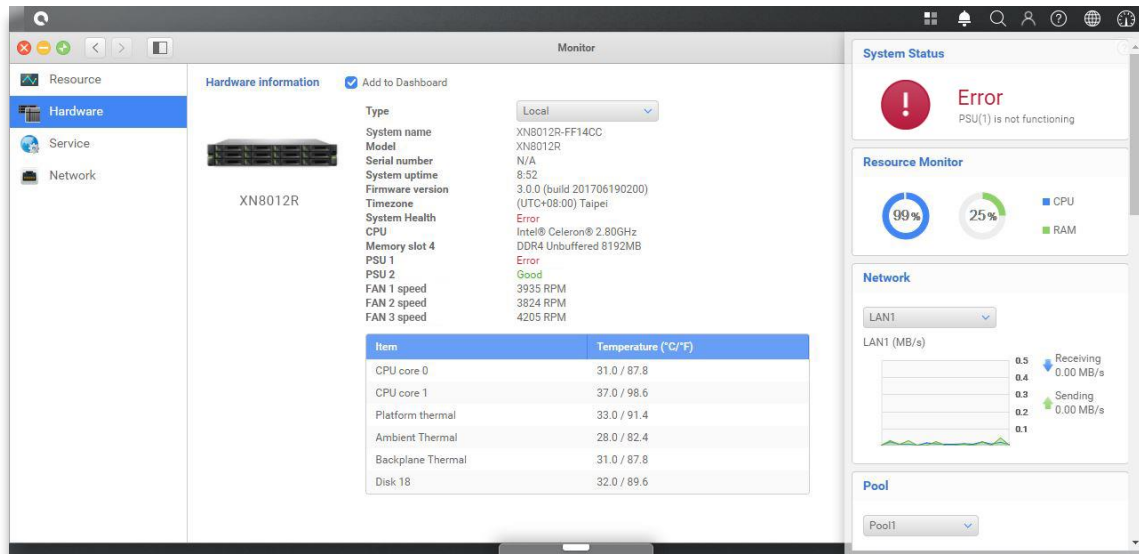 Monitor
Resource
Hardware
Service
Network
Hardware information
Add to Dashboard
XN8012R
Type Local
System name XN8012R-FF14CC
Model XN8012R
Serial number N/A
System uptime 8:52
Firmware version 3.0.0 (build 201706190200)
Timezone (UTC+08:00) Taipei
System Health Error
CPU Intel® Celeron® 2.80GHz
Memory slot 4 DDR4 Unbuffered 8192MB
PSU 1 Error
PSU 2 Good
FAN 1 speed 3935 RPM
FAN 2 speed 3824 RPM
FAN 3 speed 4205 RPM
Item Temperature (°C/°F)
CPU core 0 31.0 / 87.8
CPU core 1 37.0 / 98.6
Platform thermal 33.0 / 91.4
Ambient Thermal 28.0 / 82.4
Backplane Thermal 31.0 / 87.8
Disk 18 32.0 / 89.6
System Status
Error
PSU(1) is not functioning
Resource Monitor
99%
25%
CPU
RAM
Network
LAN1
LAN1 (MB/s)
0.5
0.4
0.3
0.2
0.1
Receiving
0.00 MB/s
Sending
0.00 MB/s
Pool
Pool1